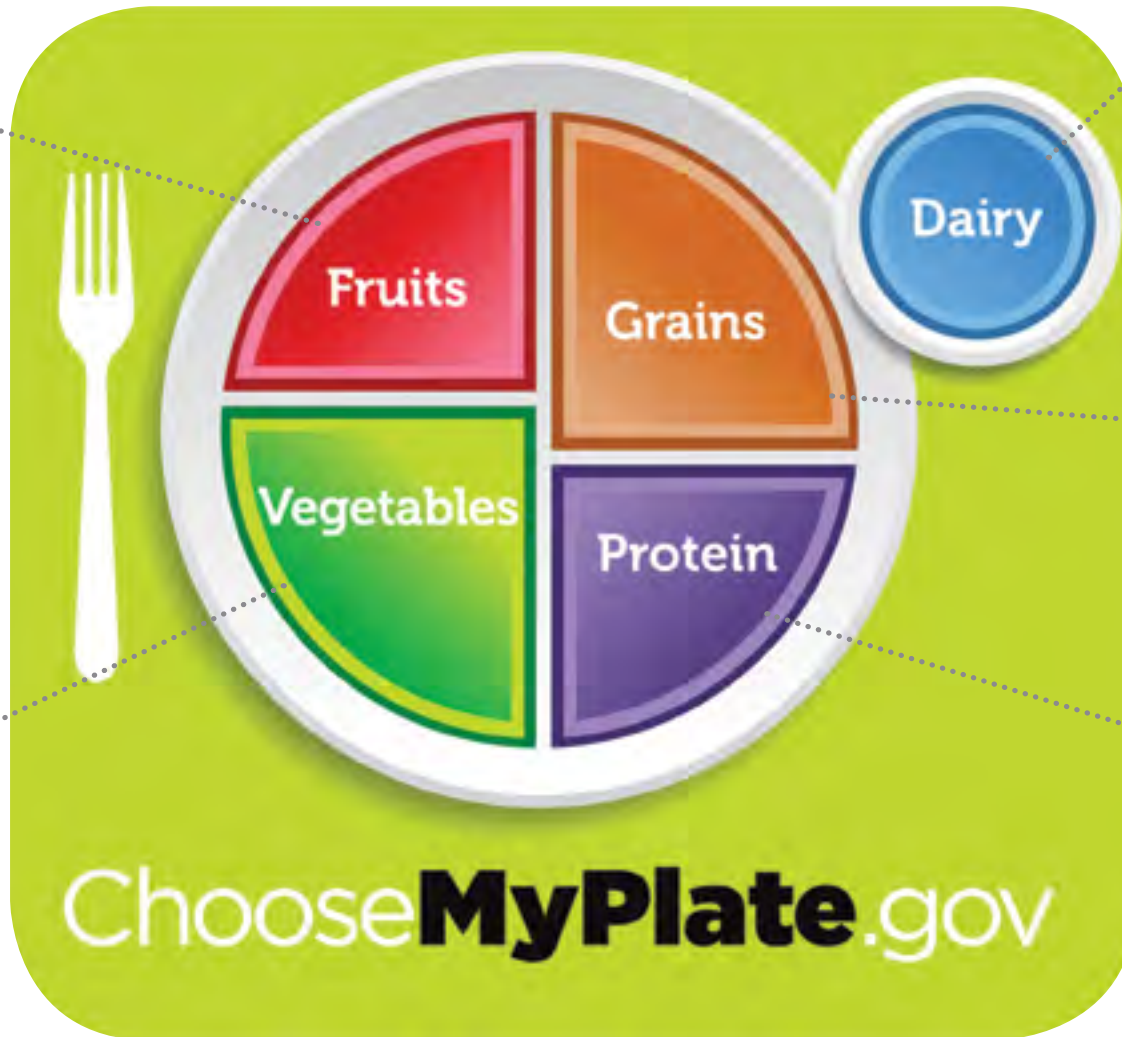 Fruits
Grains
Dairy
Vegetables
Protein
ChooseMyPlate.gov